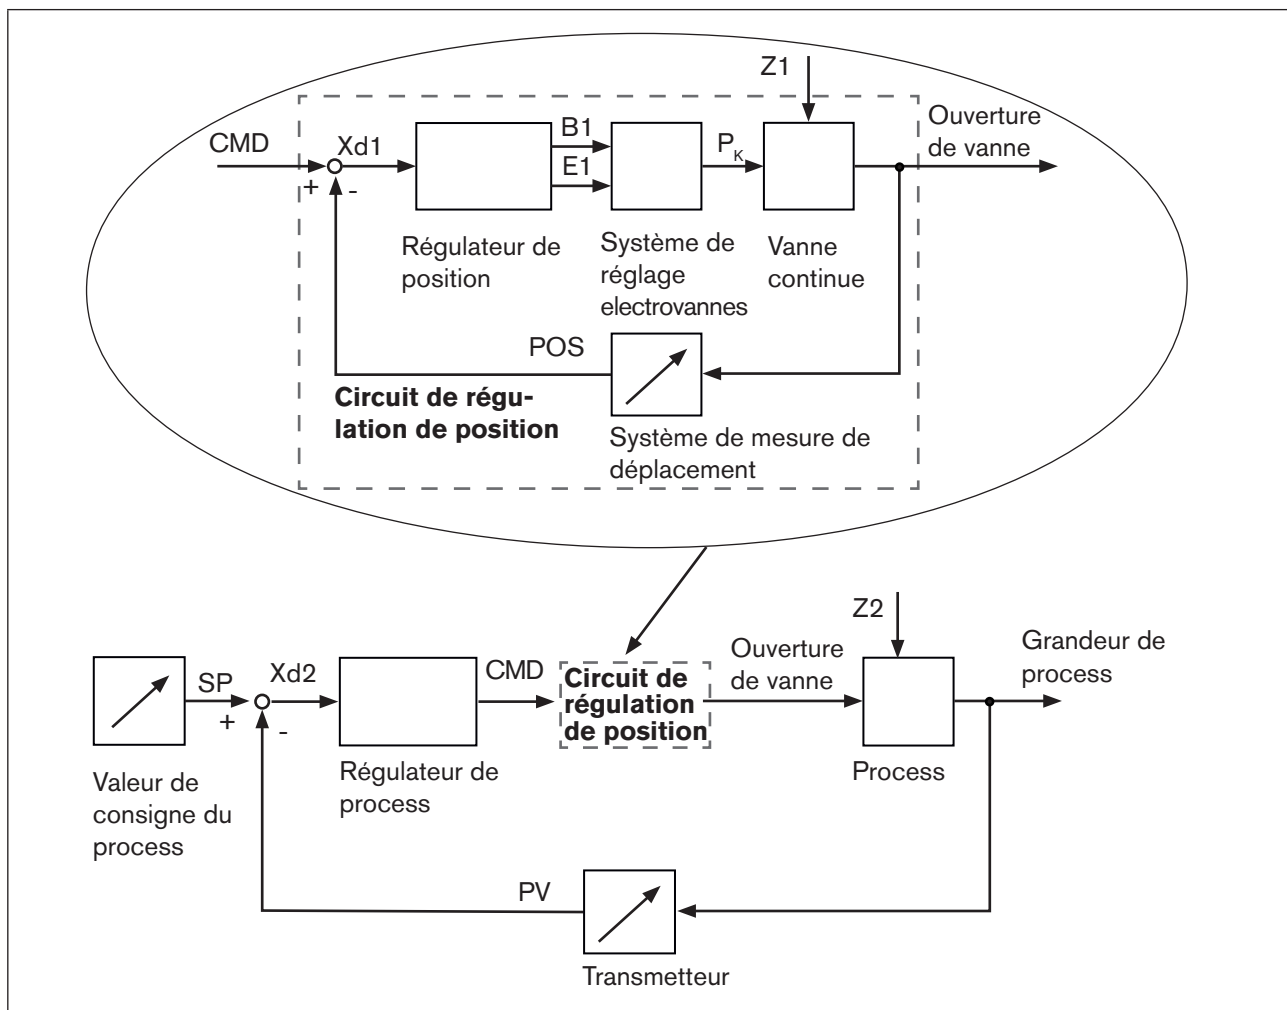 Z1
Ouverture
de vanne
CMD
Xd1
B1
E1
PK
+
-
Régulateur de
position
Système de
réglage
electrovannes
Vanne
continue
POS
Circuit de régu-
lation de position
Système de mesure de
déplacement
Z2
Grandeur de
process
SP
Xd2
CMD
Circuit de
régulation
de position
Ouverture
de vanne
+
-
Valeur de
consigne du
process
Régulateur de
process
Process
PV
Transmetteur